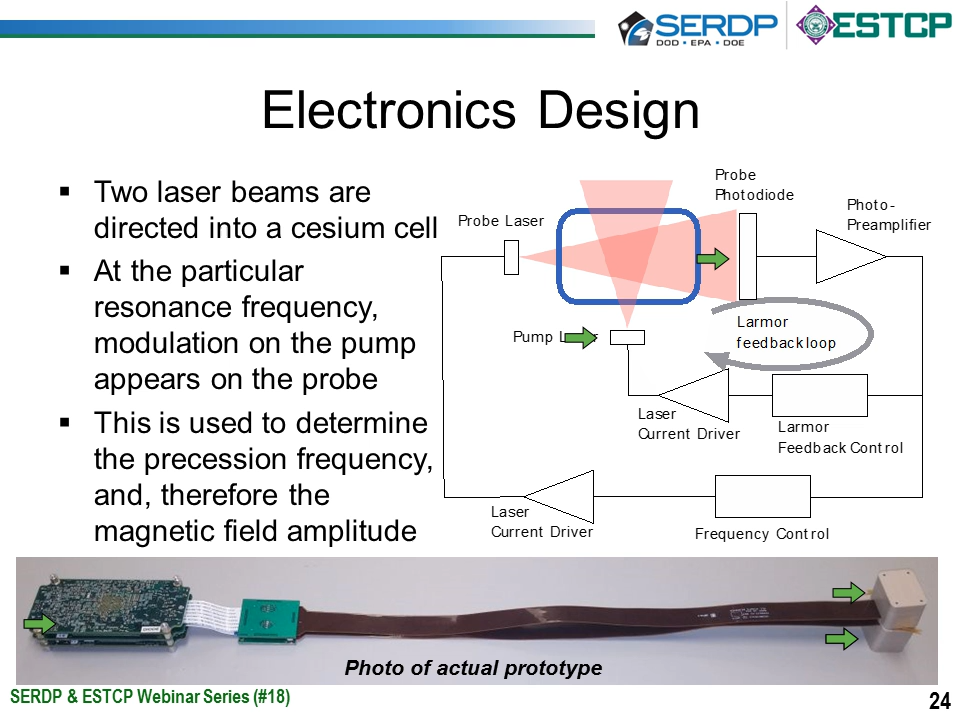 SERDP
DOD • EPA • DOE
ESTCP
Electronics Design
▪ Two laser beams are
directed into a cesium cell
▪ At the particular
resonance frequency,
modulation on the pump
appears on the probe
▪ This is used to determine
the precession frequency,
and, therefore the
magnetic field amplitude
Probe
Photodiode
Photo-
Preamplifier
Probe Laser
Larmor
feedback loop
Pump
Laser
Current Driver
Larmor
Feedback Control
Laser
Current Driver
Frequency Control
Photo of actual prototype
SERDP & ESTCP Webinar Series (#18)
24